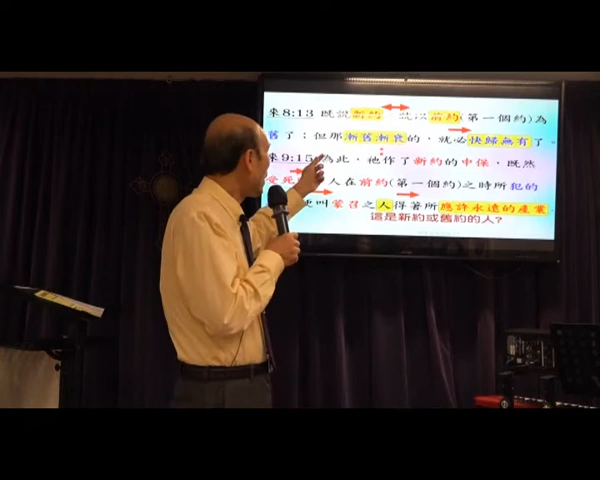 來8:13 既說新約 就以前約(第一個約)為
舊了；但那漸舊漸衰的，就必快歸無有了。
來9:15 為此，祂作了新約的中保，既然
受死 人在前約(第一個約)之時所犯的
便叫蒙召之人得著所應許永遠的產業。
這是新約或舊約的人?